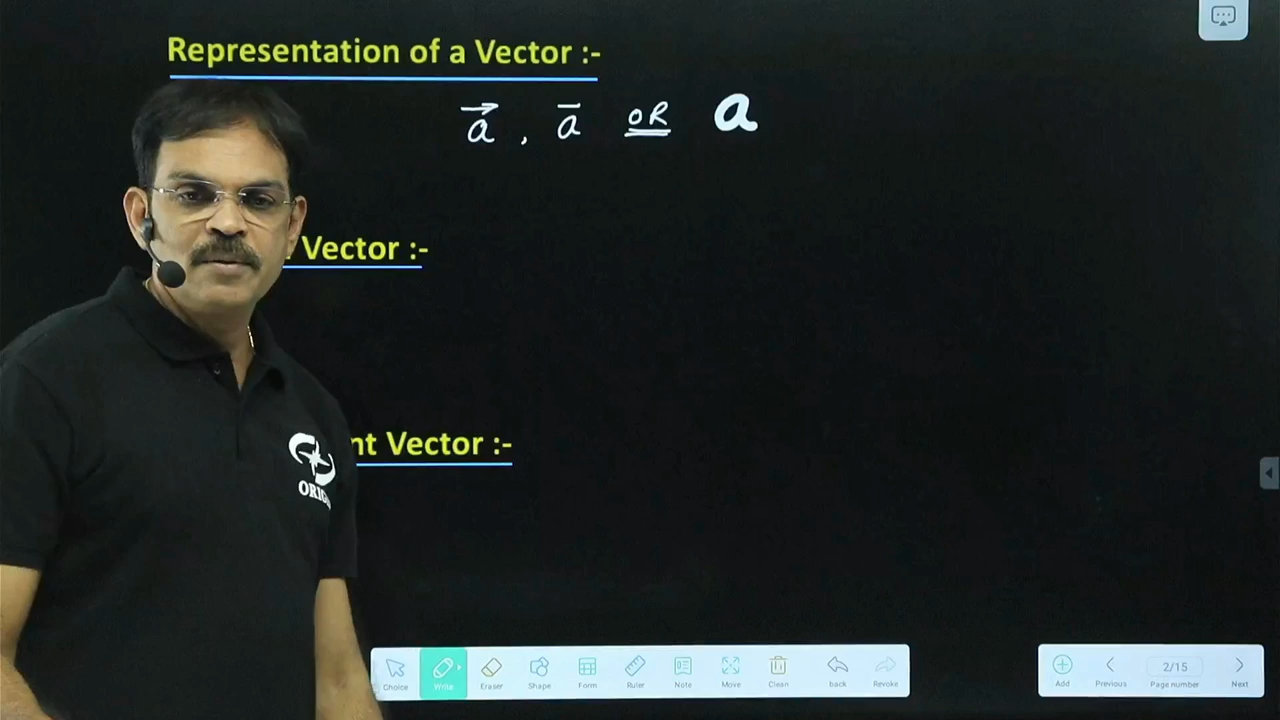 Representation of a Vector :-
a⃗ , a̅ OR a
Vector :-
Vector :-
ORIG
Choice Write Eraser Shape Form Ruler Note Move Clean back Revoke
Add Previous 2/15 Page number Next